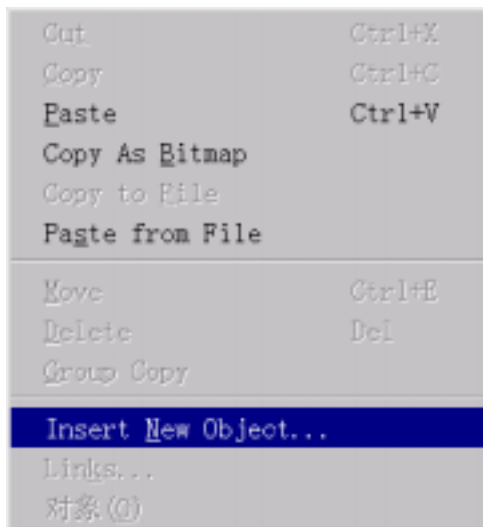 Cut Ctrl+X
Copy Ctrl+C
Paste Ctrl+V
Copy As Bitmap
Copy to File
Paste from File
Move Ctrl+E
Delete Del
Group Copy
Insert New Object...
Links...
对象(O)